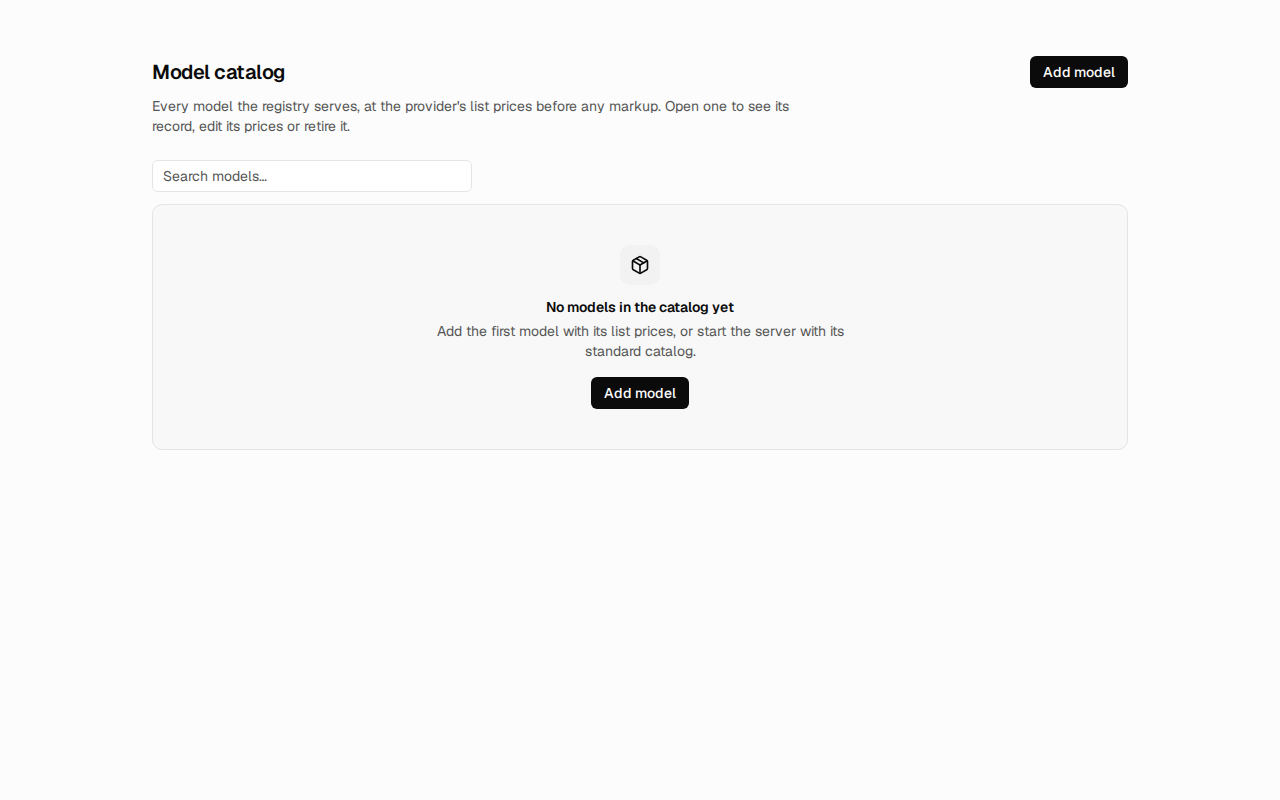 Model catalog
Add model
Every model the registry serves, at the provider's list prices before any markup. Open one to see its
record, edit its prices or retire it.
Search models…
No models in the catalog yet
Add the first model with its list prices, or start the server with its
standard catalog.
Add model